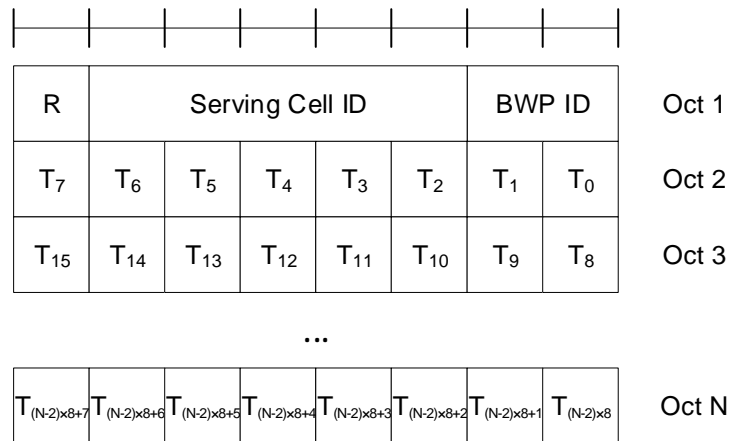 R Serving Cell ID BWP ID Oct 1
T7 T6 T5 T4 T3 T2 T1 T0 Oct 2
T15 T14 T13 T12 T11 T10 T9 T8 Oct 3
...
T(N-2)×8+7 T(N-2)×8+6 T(N-2)×8+5 T(N-2)×8+4 T(N-2)×8+3 T(N-2)×8+2 T(N-2)×8+1 T(N-2)×8 Oct N